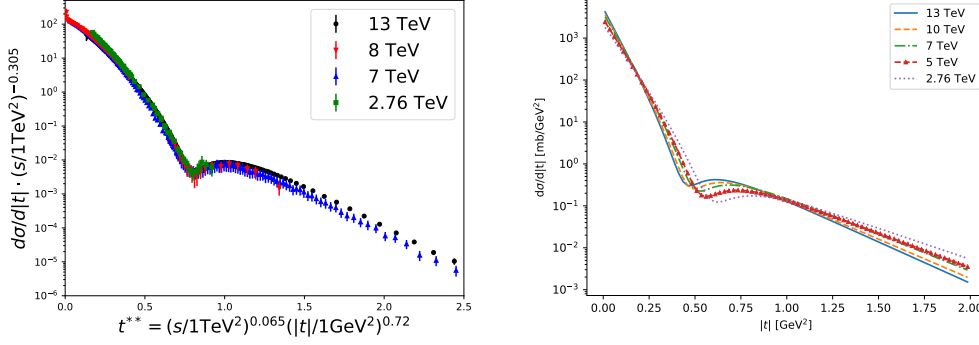 10²
10¹
10⁰
10⁻¹
10⁻²
10⁻³
10⁻⁴
10⁻⁵
10⁻⁶
dσ/d|t| · (s/1TeV²)⁻⁰·³⁰⁵
13 TeV
8 TeV
7 TeV
2.76 TeV
0.0 0.5 1.0 1.5 2.0 2.5
t** = (s/1TeV²)⁰·⁰⁶⁵(|t|/1GeV²)⁰·⁷²
10³
10²
10¹
10⁰
10⁻¹
10⁻²
10⁻³
dσ/d|t| [mb/GeV²]
13 TeV
10 TeV
7 TeV
5 TeV
2.76 TeV
0.00 0.25 0.50 0.75 1.00 1.25 1.50 1.75 2.00
|t| [GeV²]